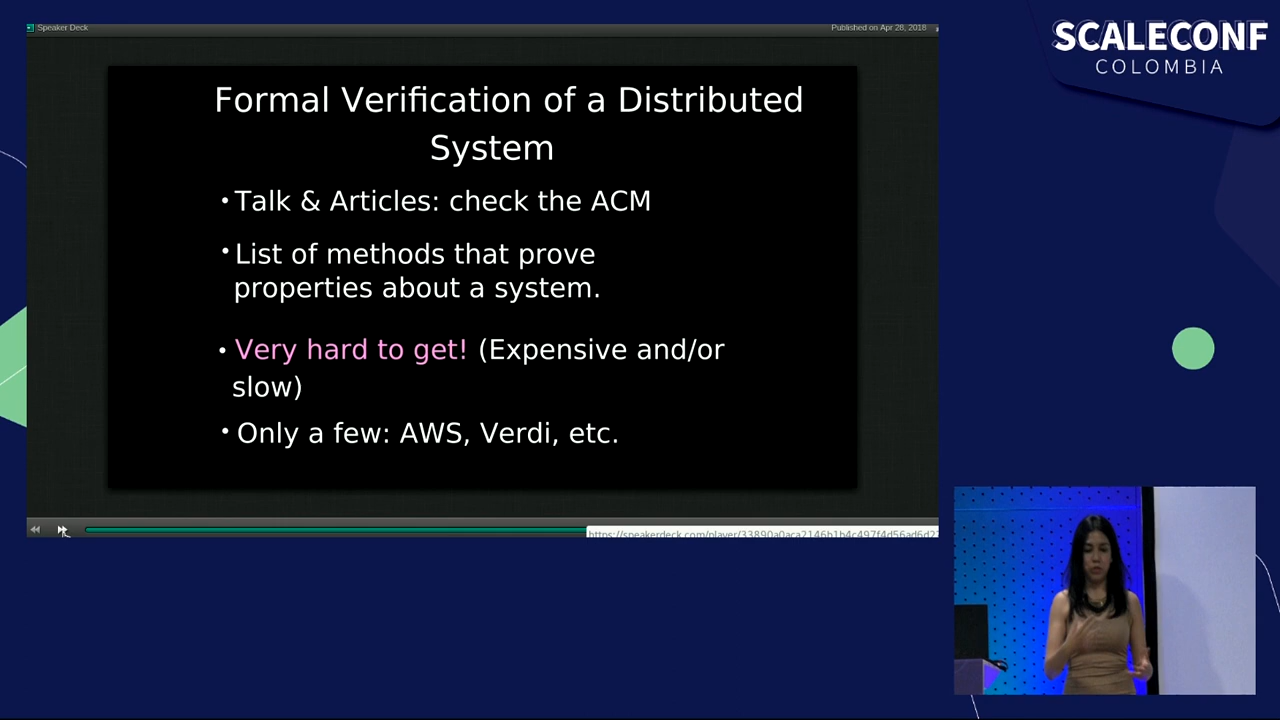 Speaker Deck
Published on Apr 28, 2018
SCALECONF
COLOMBIA
Formal Verification of a Distributed
System
• Talk & Articles: check the ACM
• List of methods that prove
properties about a system.
• Very hard to get! (Expensive and/or
slow)
• Only a few: AWS, Verdi, etc.